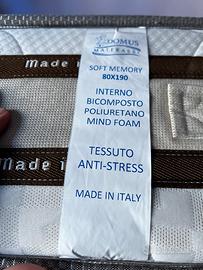 DOMUS
MATERASSI
SOFT MEMORY
80X190
Made in
INTERNO
BICOMPOSTO
POLIURETANO
MIND FOAM
TESSUTO
ANTI-STRESS
Made in
MADE IN ITALY